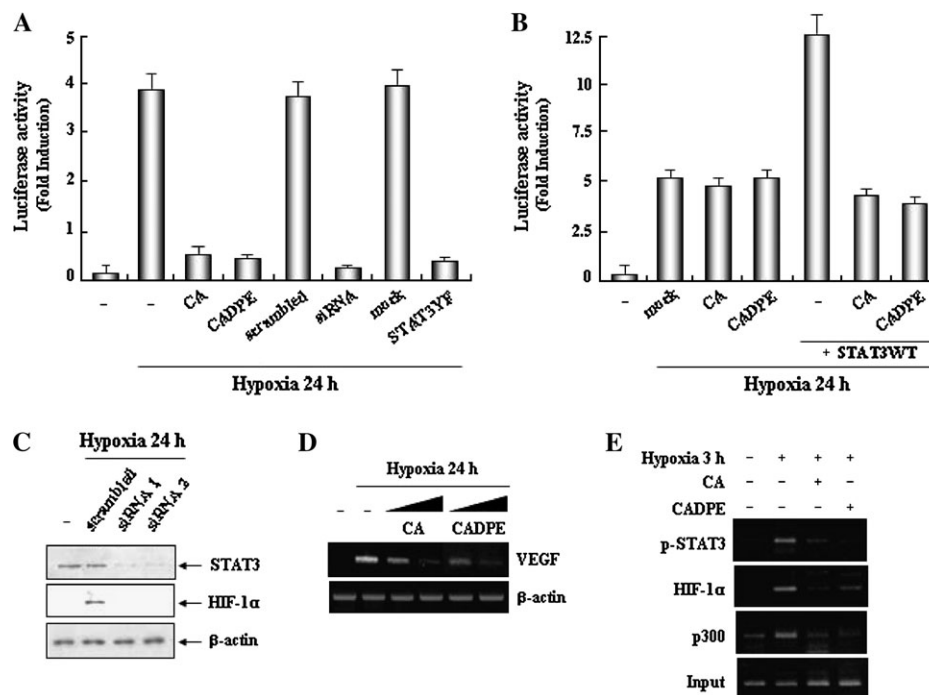 A
Luciferase activity
(Fold Induction)
5
4
3
2
1
0
–
–
CA
CADPE
scrambled
siRNA
mock
STAT3YF
Hypoxia 24 h
B
Luciferase activity
(Fold Induction)
12.5
10
7.5
5
2.5
0
–
mock
CA
CADPE
–
CA
CADPE
+ STAT3WT
Hypoxia 24 h
C
Hypoxia 24 h
–
scrambled
siRNA 1
siRNA 2
STAT3
HIF-1α
β-actin
D
Hypoxia 24 h
– –
CA CADPE
VEGF
β-actin
E
Hypoxia 3 h – + + +
CA – – + –
CADPE – – – +
p-STAT3
HIF-1α
p300
Input